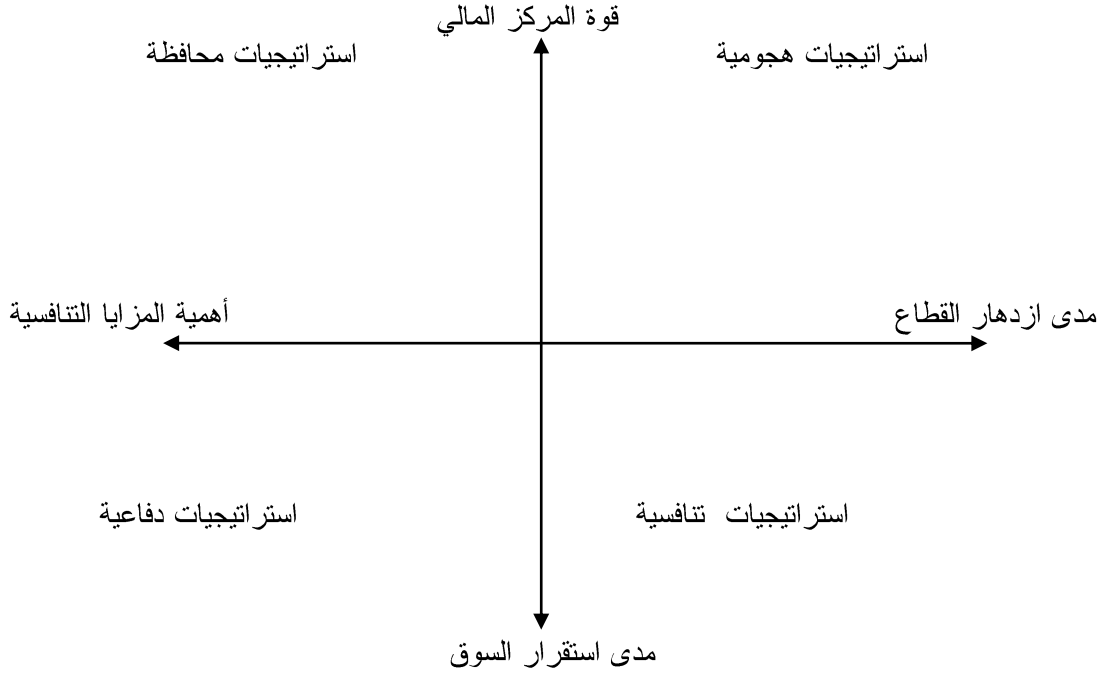 قوة المركز المالي
استراتيجيات هجومية
استراتيجيات محافظة
مدى ازدهار القطاع
أهمية المزايا التنافسية
استراتيجيات تنافسية
استراتيجيات دفاعية
مدى استقرار السوق